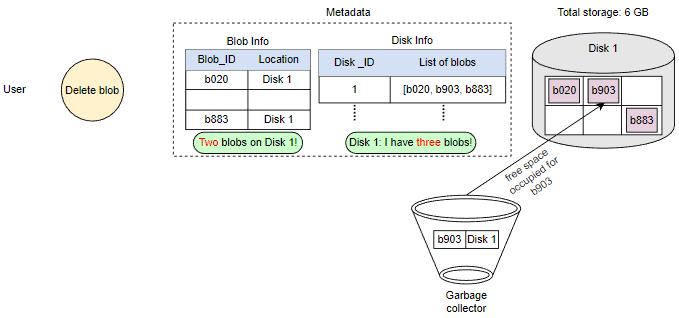 Metadata
Total storage: 6 GB
Blob Info
Disk Info
Blob_ID Location
b020 Disk 1
b883 Disk 1
Two blobs on Disk 1!
Disk _ID List of blobs
1 [b020, b903, b883]
Disk 1: I have three blobs!
User
Delete blob
Disk 1
b020 b903
b883
free space
occupied for
b903
b903 Disk 1
Garbage
collector